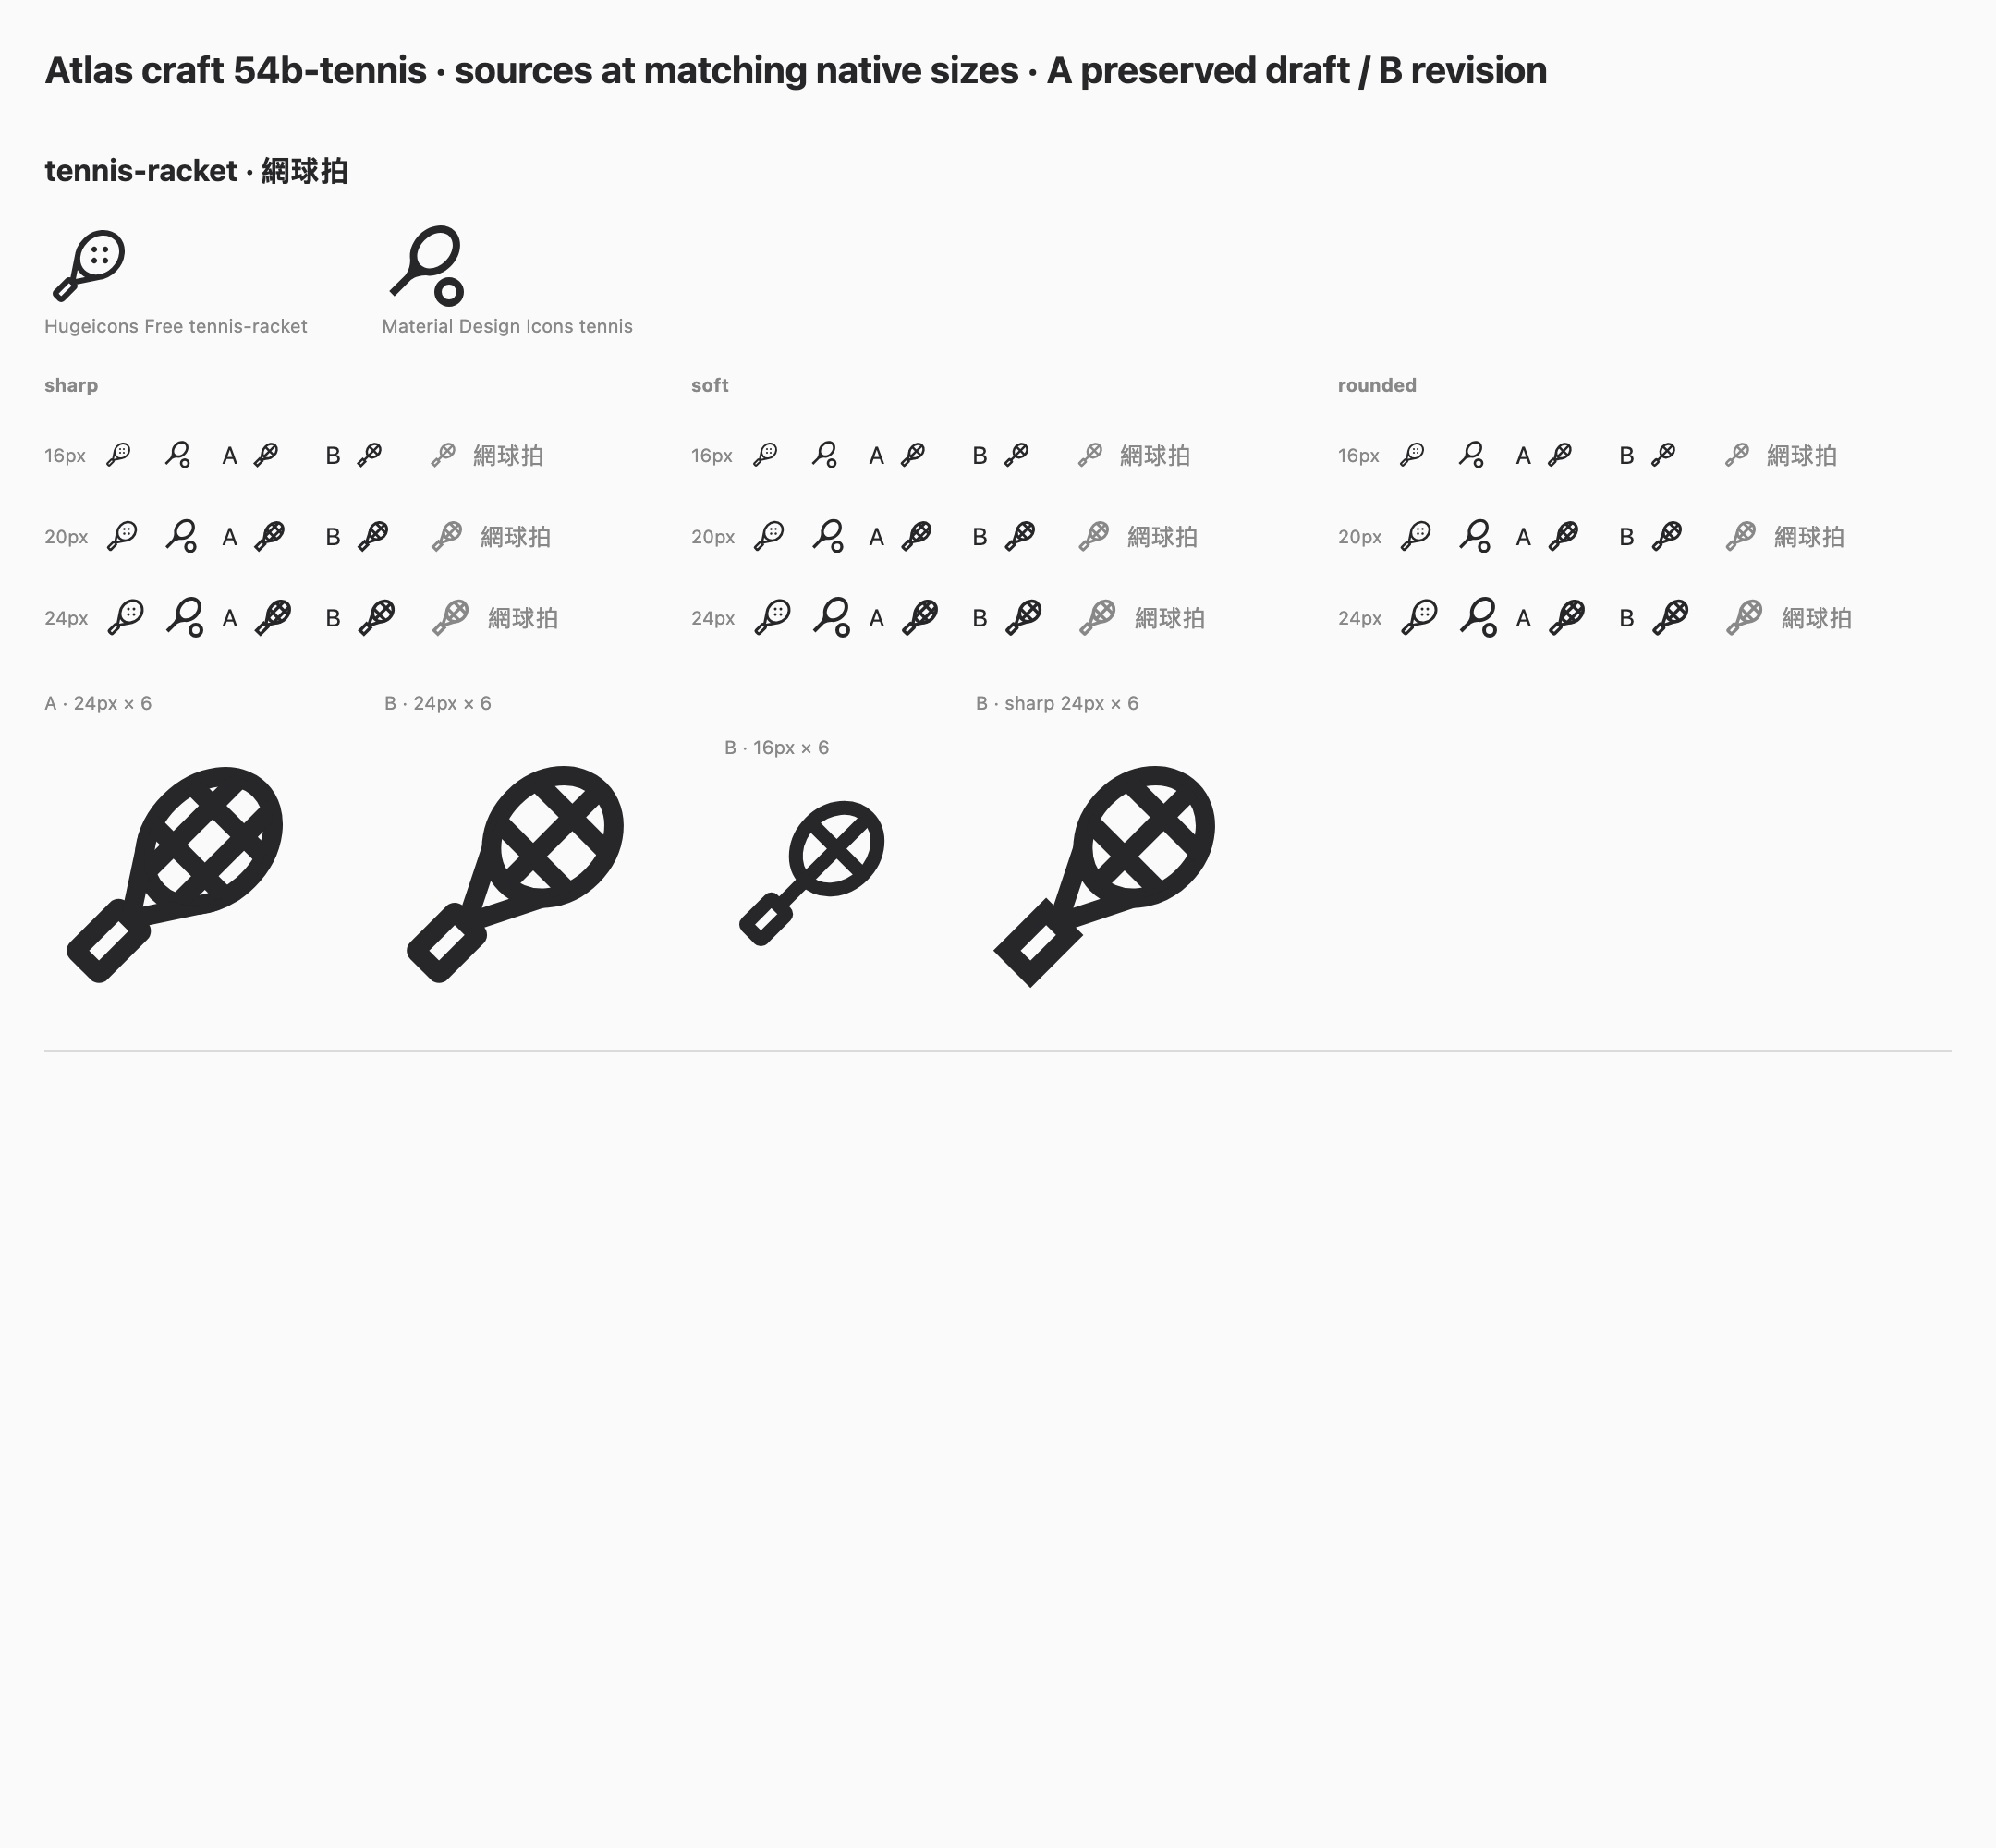 Atlas craft 54b-tennis · sources at matching native sizes · A preserved draft / B revision
tennis-racket · 網球拍
Hugeicons Free tennis-racket
Material Design Icons tennis
sharp
soft
rounded
16px A B 網球拍
16px A B 網球拍
16px A B 網球拍
20px A B 網球拍
20px A B 網球拍
20px A B 網球拍
24px A B 網球拍
24px A B 網球拍
24px A B 網球拍
A · 24px × 6
B · 24px × 6
B · 16px × 6
B · sharp 24px × 6